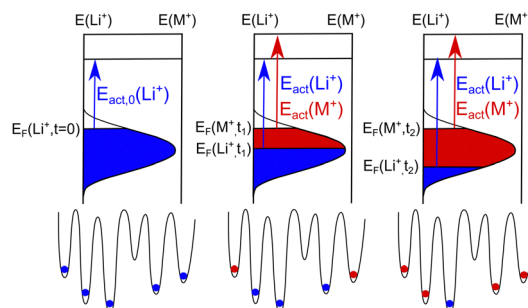 E(Li⁺) E(M⁺)
E_act,0(Li⁺)
E_F(Li⁺,t=0)
E(Li⁺) E(M⁺)
E_act(Li⁺)
E_act(M⁺)
E_F(M⁺,t₁)
E_F(Li⁺,t₁)
E(Li⁺) E(M⁺)
E_act(Li⁺)
E_act(M⁺)
E_F(M⁺,t₂)
E_F(Li⁺,t₂)